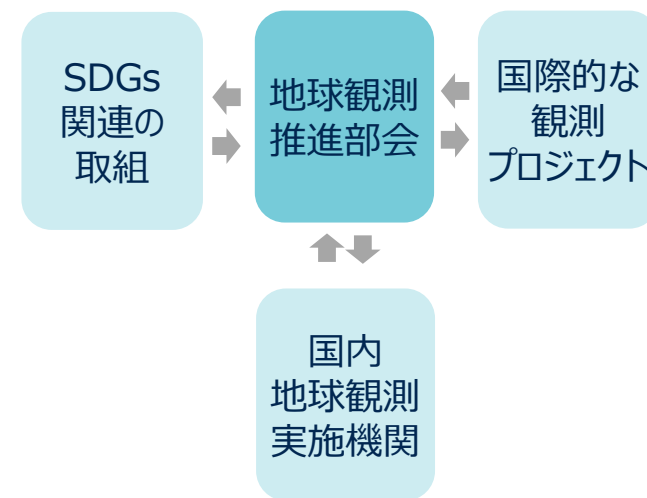 SDGs
関連の
取組
地球観測
推進部会
国際的な
観測
プロジェクト
国内
地球観測
実施機関